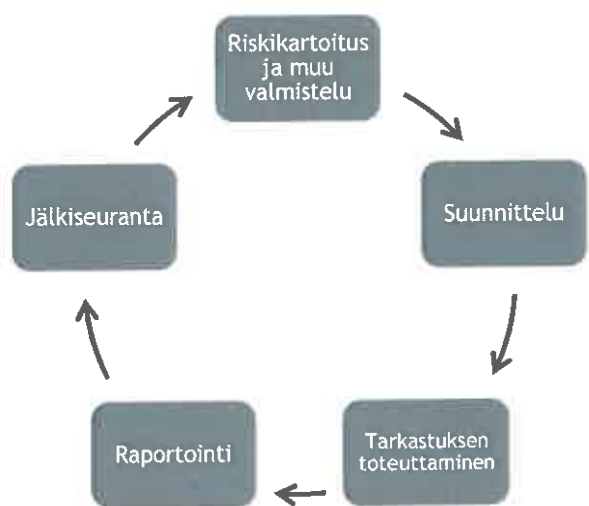 Riskikartoitus
ja muu
valmistelu
Suunnittelu
Tarkastuksen
toteuttaminen
Raportointi
Jälkiseuranta